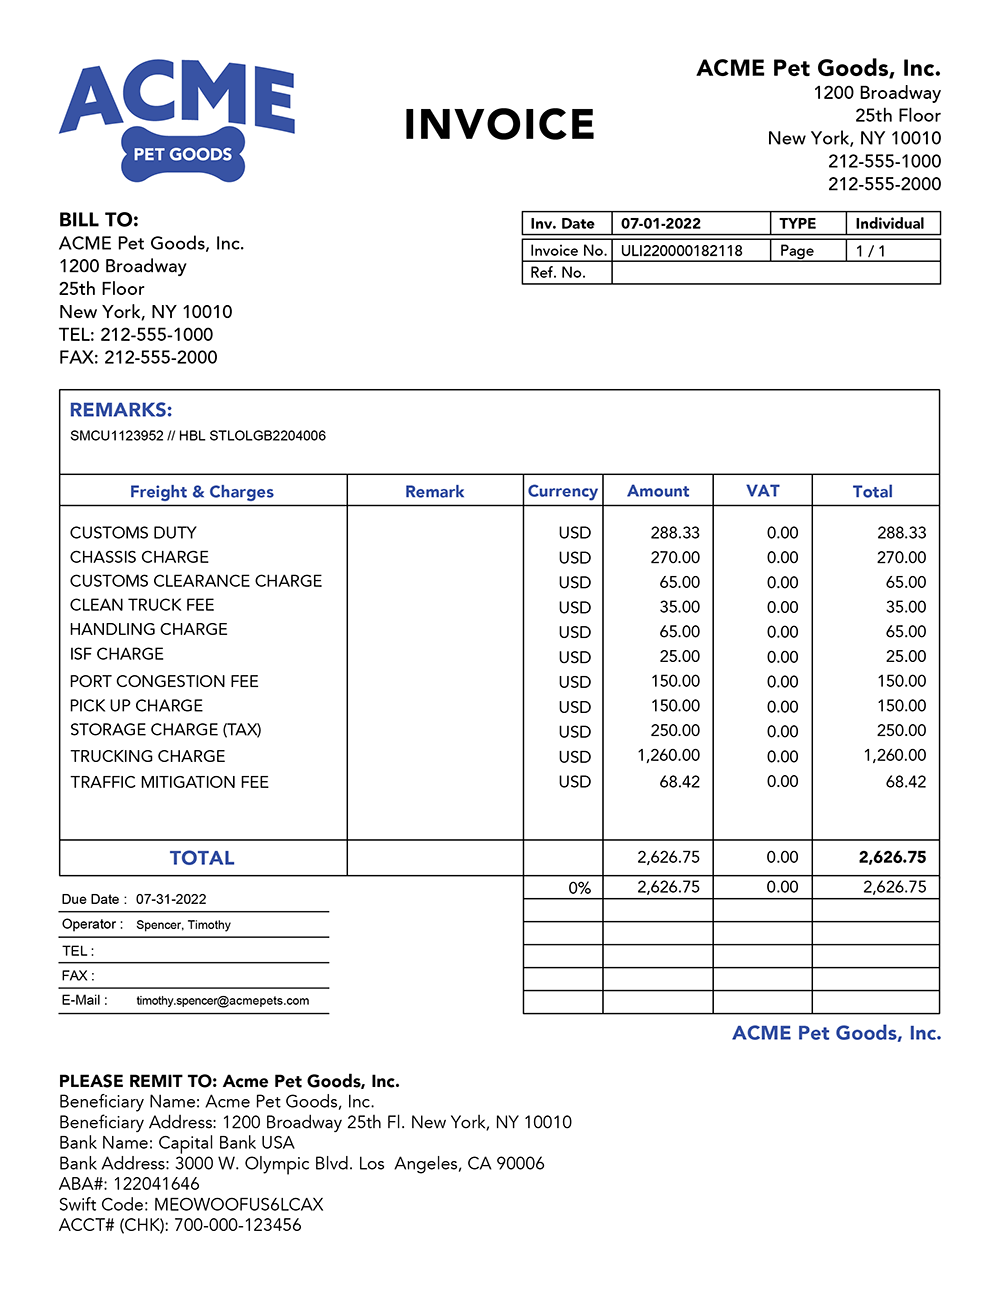 ACME
PET GOODS
INVOICE
ACME Pet Goods, Inc.
1200 Broadway
25th Floor
New York, NY 10010
212-555-1000
212-555-2000
BILL TO:
ACME Pet Goods, Inc.
1200 Broadway
25th Floor
New York, NY 10010
TEL: 212-555-1000
FAX: 212-555-2000
Inv. Date 07-01-2022 TYPE Individual
Invoice No. ULI220000182118 Page 1 / 1
Ref. No.
REMARKS:
SMCU1123952 // HBL STLOLGB2204006
Freight & Charges Remark Currency Amount VAT Total
CUSTOMS DUTY USD 288.33 0.00 288.33
CHASSIS CHARGE USD 270.00 0.00 270.00
CUSTOMS CLEARANCE CHARGE USD 65.00 0.00 65.00
CLEAN TRUCK FEE USD 35.00 0.00 35.00
HANDLING CHARGE USD 65.00 0.00 65.00
ISF CHARGE USD 25.00 0.00 25.00
PORT CONGESTION FEE USD 150.00 0.00 150.00
PICK UP CHARGE USD 150.00 0.00 150.00
STORAGE CHARGE (TAX) USD 250.00 0.00 250.00
TRUCKING CHARGE USD 1,260.00 0.00 1,260.00
TRAFFIC MITIGATION FEE USD 68.42 0.00 68.42
TOTAL 2,626.75 0.00 2,626.75
0% 2,626.75 0.00 2,626.75
Due Date : 07-31-2022
Operator : Spencer, Timothy
TEL :
FAX :
E-Mail : timothy.spencer@acmepets.com
ACME Pet Goods, Inc.
PLEASE REMIT TO: Acme Pet Goods, Inc.
Beneficiary Name: Acme Pet Goods, Inc.
Beneficiary Address: 1200 Broadway 25th Fl. New York, NY 10010
Bank Name: Capital Bank USA
Bank Address: 3000 W. Olympic Blvd. Los Angeles, CA 90006
ABA#: 122041646
Swift Code: MEOWOOFUS6LCAX
ACCT# (CHK): 700-000-123456